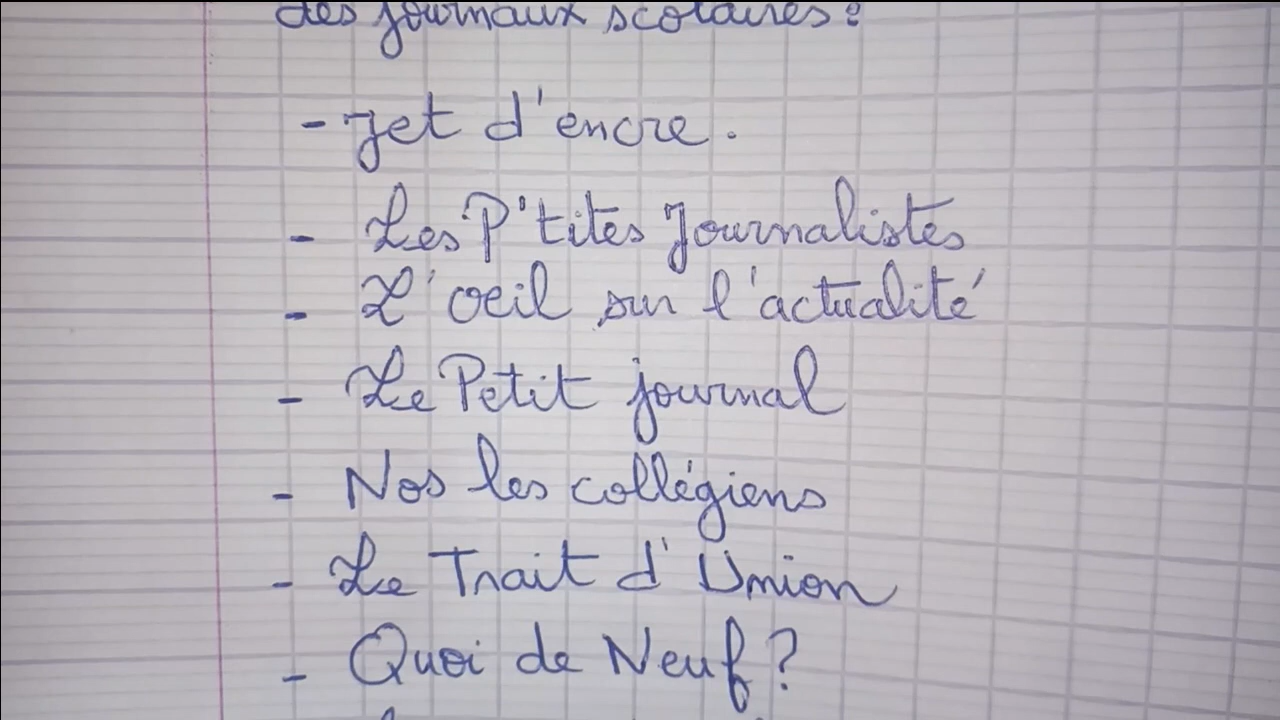 des journaux scolaires :
- Jet d'encre.
- Les P'tites Journalistes
- L'oeil sur l'actualité
- Le Petit journal
- Nos les collégiens
- Le Trait d'Union
- Quoi de Neuf ?